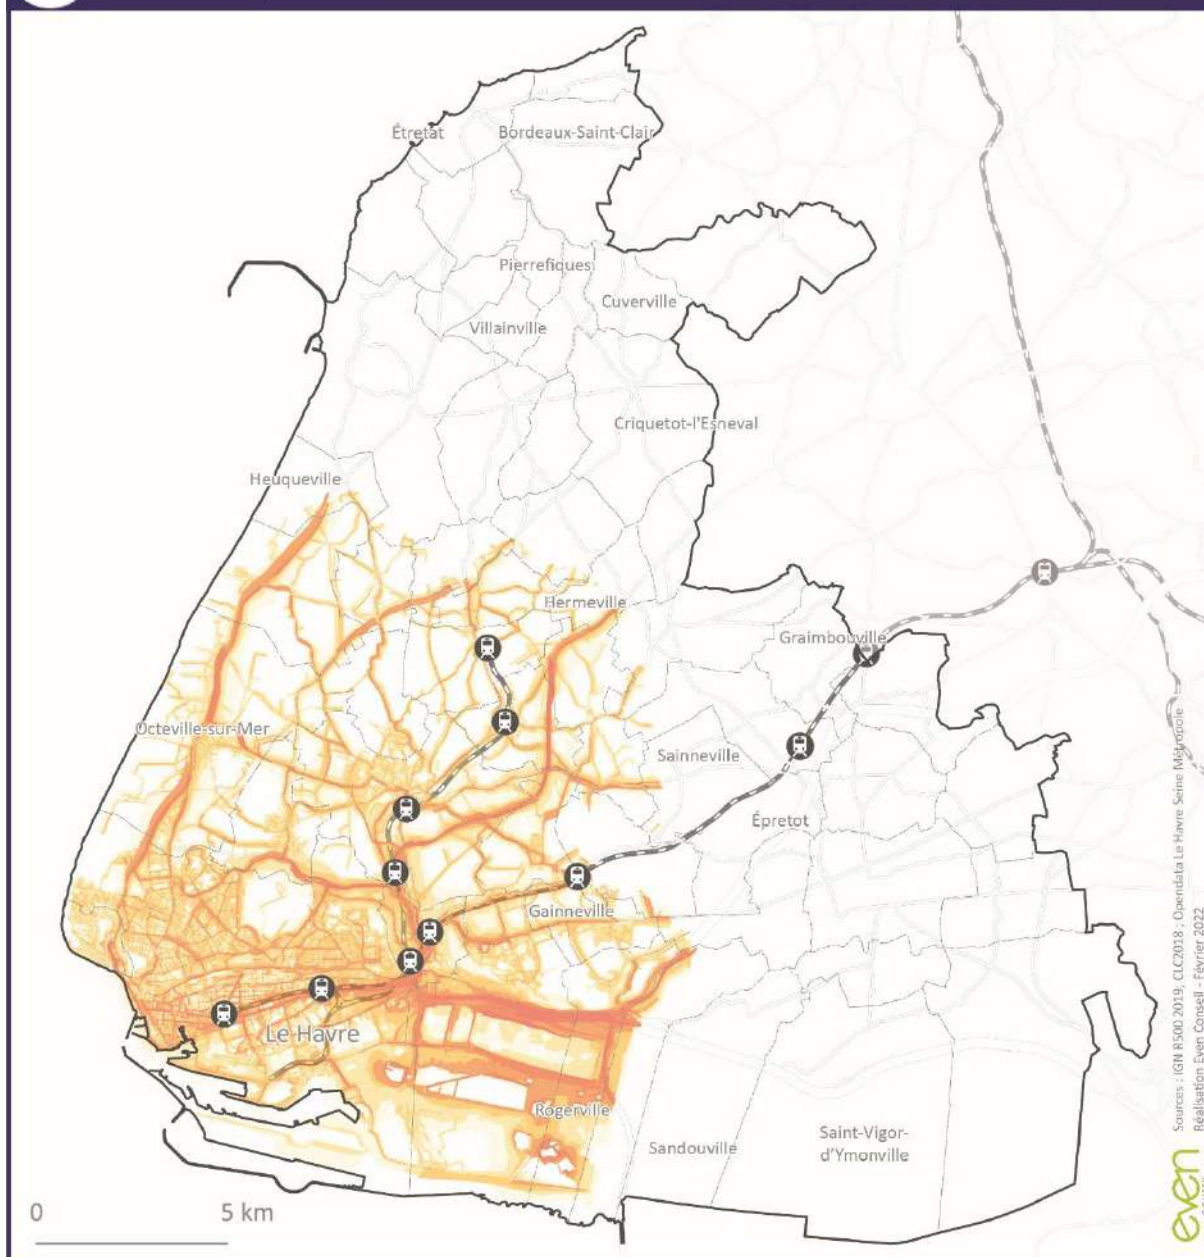 Étretat
Bordeaux-Saint-Clair
Pierrefiques
Cuverville
Villainville
Criquetot-l'Esneval
Heuqueville
Hermeville
Graimbouville
Octeville-sur-Mer
Sainneville
Épretot
Gainneville
Le Havre
Rogerville
Sandouville
Saint-Vigor-
d'Ymonville
0
5 km
Sources : IGN R500 2019; CLC2018 ; Opendata Le Havre Seine Métropole
Réalisation Even Conseil - Février 2022
even